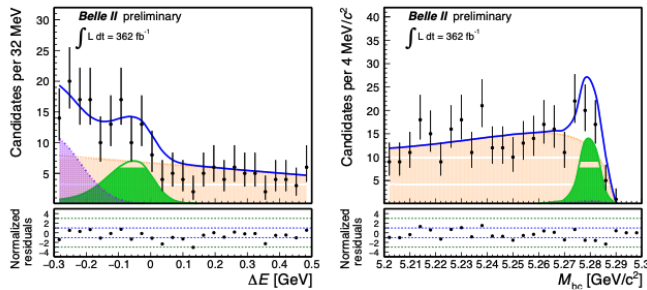 Belle II preliminary
∫ L dt = 362 fb⁻¹
Candidates per 32 MeV
30
25
20
15
10
5
Normalized residuals
4
2
0
-2
-4
-0.3 -0.2 -0.1 0 0.1 0.2 0.3 0.4 0.5
ΔE [GeV]
Belle II preliminary
∫ L dt = 362 fb⁻¹
Candidates per 4 MeV/c²
40
35
30
25
20
15
10
5
Normalized residuals
4
2
0
-2
-4
5.2 5.21 5.22 5.23 5.24 5.25 5.26 5.27 5.28 5.29 5.3
M_bc [GeV/c²]